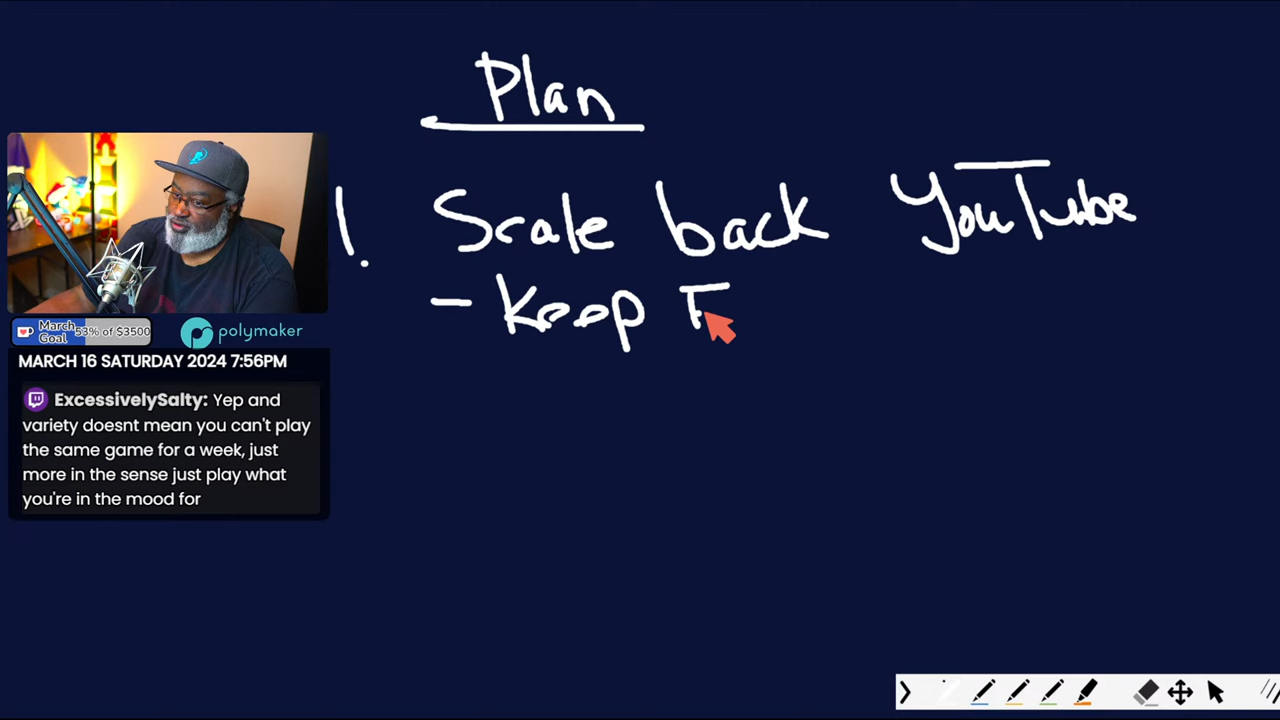 Plan
1. Scale back YouTube
- Keep F
March Goal
53% of $3500
polymaker
MARCH 16 SATURDAY 2024 7:56PM
ExcessivelySalty: Yep and
variety doesnt mean you can't play
the same game for a week, just
more in the sense just play what
you're in the mood for